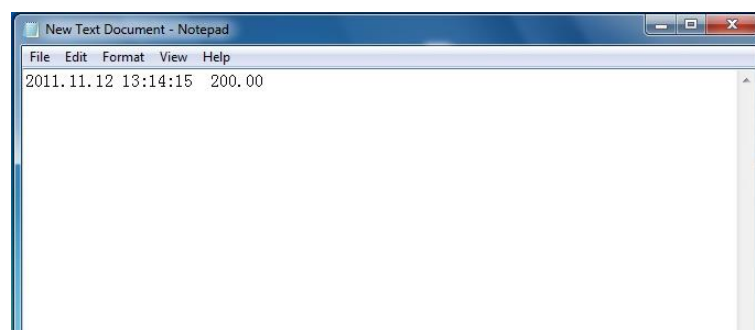 New Text Document - Notepad
File Edit Format View Help
2011.11.12 13:14:15  200.00